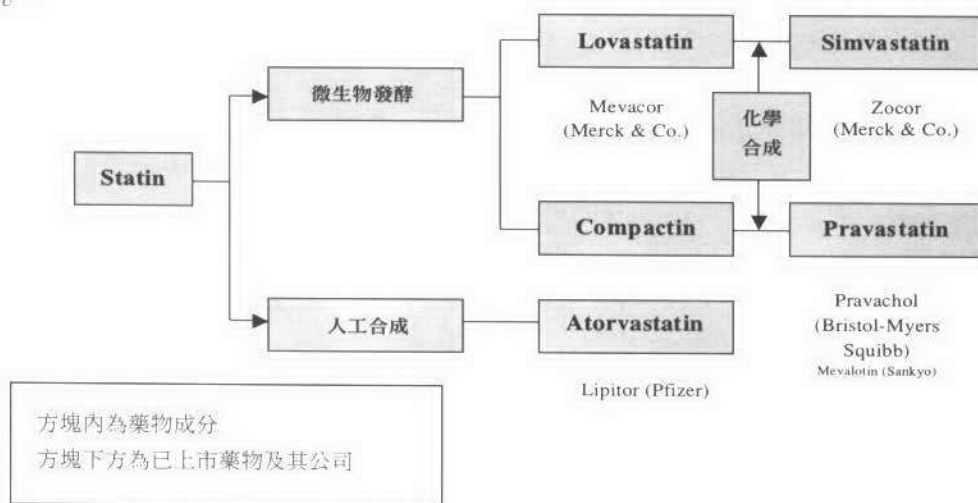 Lovastatin
Simvastatin
微生物發酵
Mevacor
(Merck & Co.)
化學
合成
Zocor
(Merck & Co.)
Statin
Compactin
Pravastatin
人工合成
Atorvastatin
Pravachol
(Bristol-Myers
Squibb)
Mevalotin (Sankyo)
Lipitor (Pfizer)
方塊內為藥物成分
方塊下方為已上市藥物及其公司